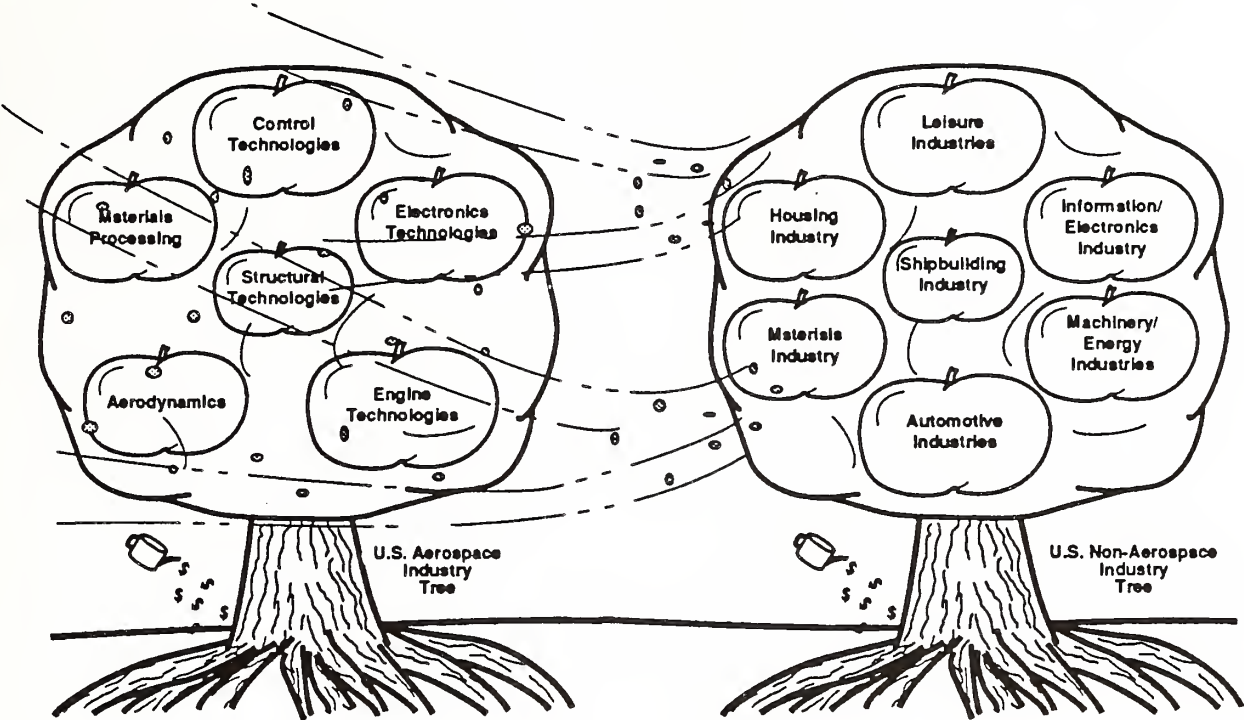 Control
Technologies
Materials
Processing
Electronics
Technologies
Structural
Technologies
Aerodynamics
Engine
Technologies
U.S. Aerospace
Industry
Tree
$
$
$
$
$
$
Leisure
Industries
Housing
Industry
Information/
Electronics
Industry
Shipbuilding
Industry
Materials
Industry
Machinery/
Energy
Industries
Automotive
Industries
U.S. Non-Aerospace
Industry
Tree
$
$
$
$
$
$